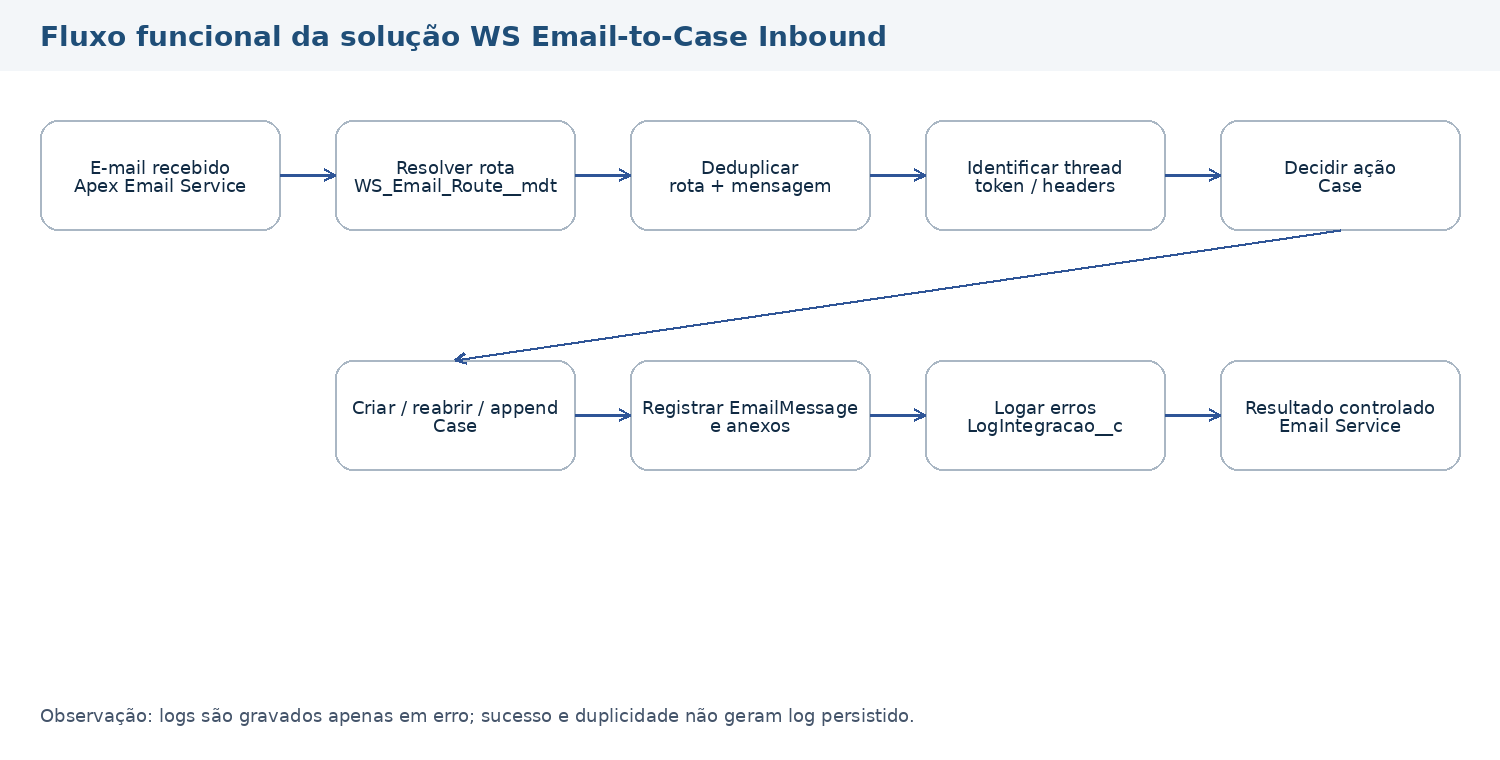 Fluxo funcional da solução WS Email-to-Case Inbound
E-mail recebido
Apex Email Service
Resolver rota
WS_Email_Route__mdt
Deduplicar
rota + mensagem
Identificar thread
token / headers
Decidir ação
Case
Criar / reabrir / append
Case
Registrar EmailMessage
e anexos
Logar erros
LogIntegracao__c
Resultado controlado
Email Service
Observação: logs são gravados apenas em erro; sucesso e duplicidade não geram log persistido.